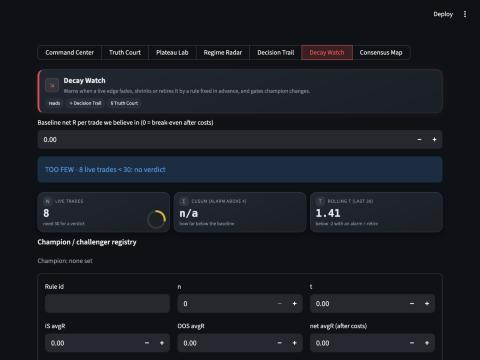 Deploy
Command Center Truth Court Plateau Lab Regime Radar Decision Trail Decay Watch Consensus Map
Decay Watch
Warns when a live edge fades, shrinks or retires it by a rule fixed in advance, and gates champion changes.
reads + Decision Trail § Truth Court
Baseline net R per trade we believe in (0 = break-even after costs)
0.00 − +
TOO FEW · 8 live trades < 30: no verdict
N LIVE TRADES
8
need 30 for a verdict
Σ CUSUM (ALARM ABOVE 4)
n/a
how far below the baseline
T ROLLING T (LAST 30)
1.41
below -2 with an alarm = retire
Champion / challenger registry
Champion: none set
Rule id n t
0 − + 0.00 − +
IS avgR OOS avgR net avgR (after costs)
0.00 − + 0.00 − + 0.00 − +